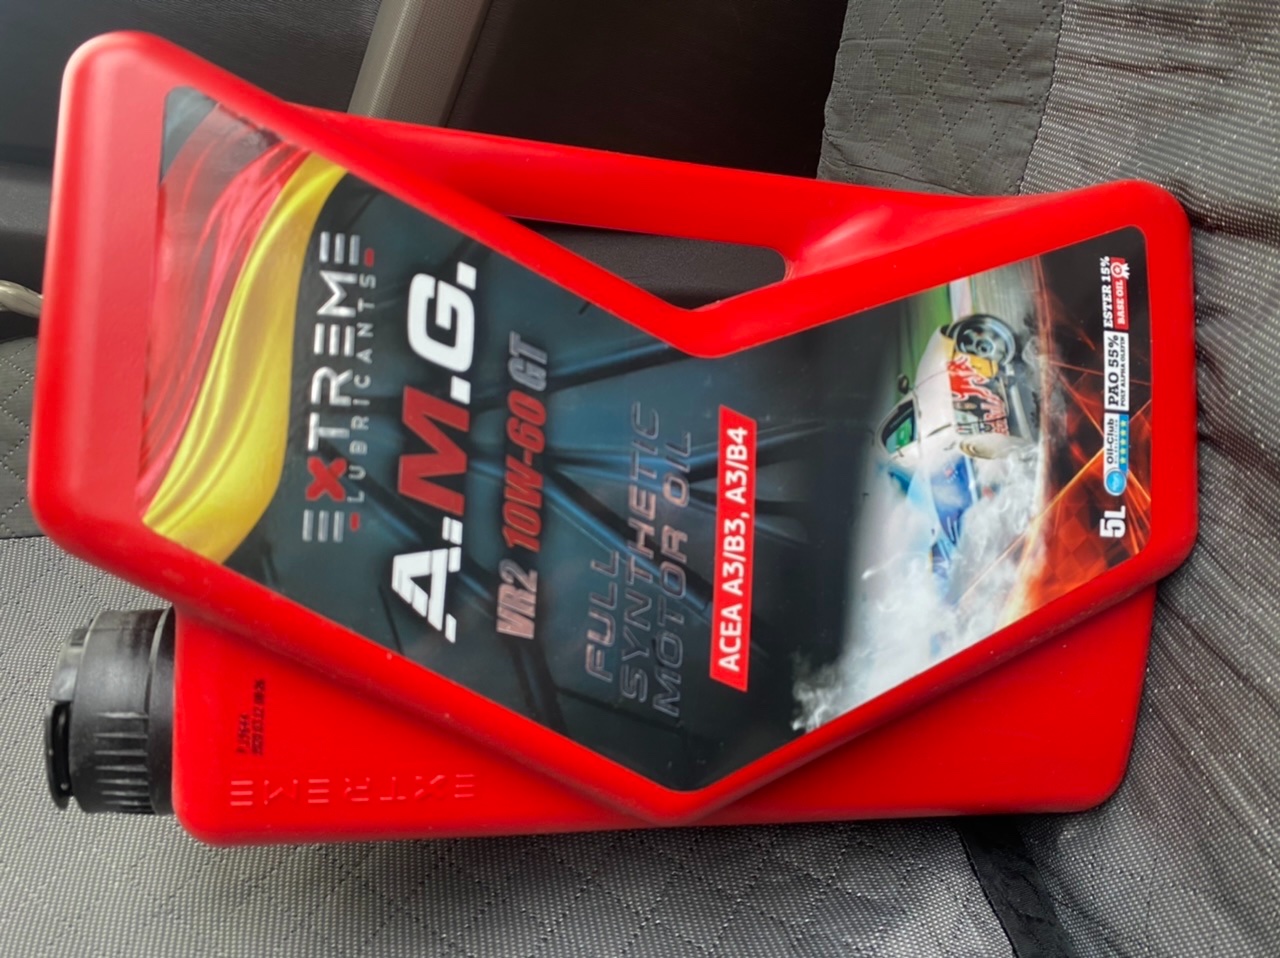 EXTREME
LUBRICANTS
A.M.G.
VR2 10W-60 GT
FULL
SYNTHETIC
MOTOR OIL
ACEA A3/B3, A3/B4
5L
Oil-Club
PAO 55%
POLY ALPHA OLEFIN
ESTER 15%
BASE OIL
EXTREME